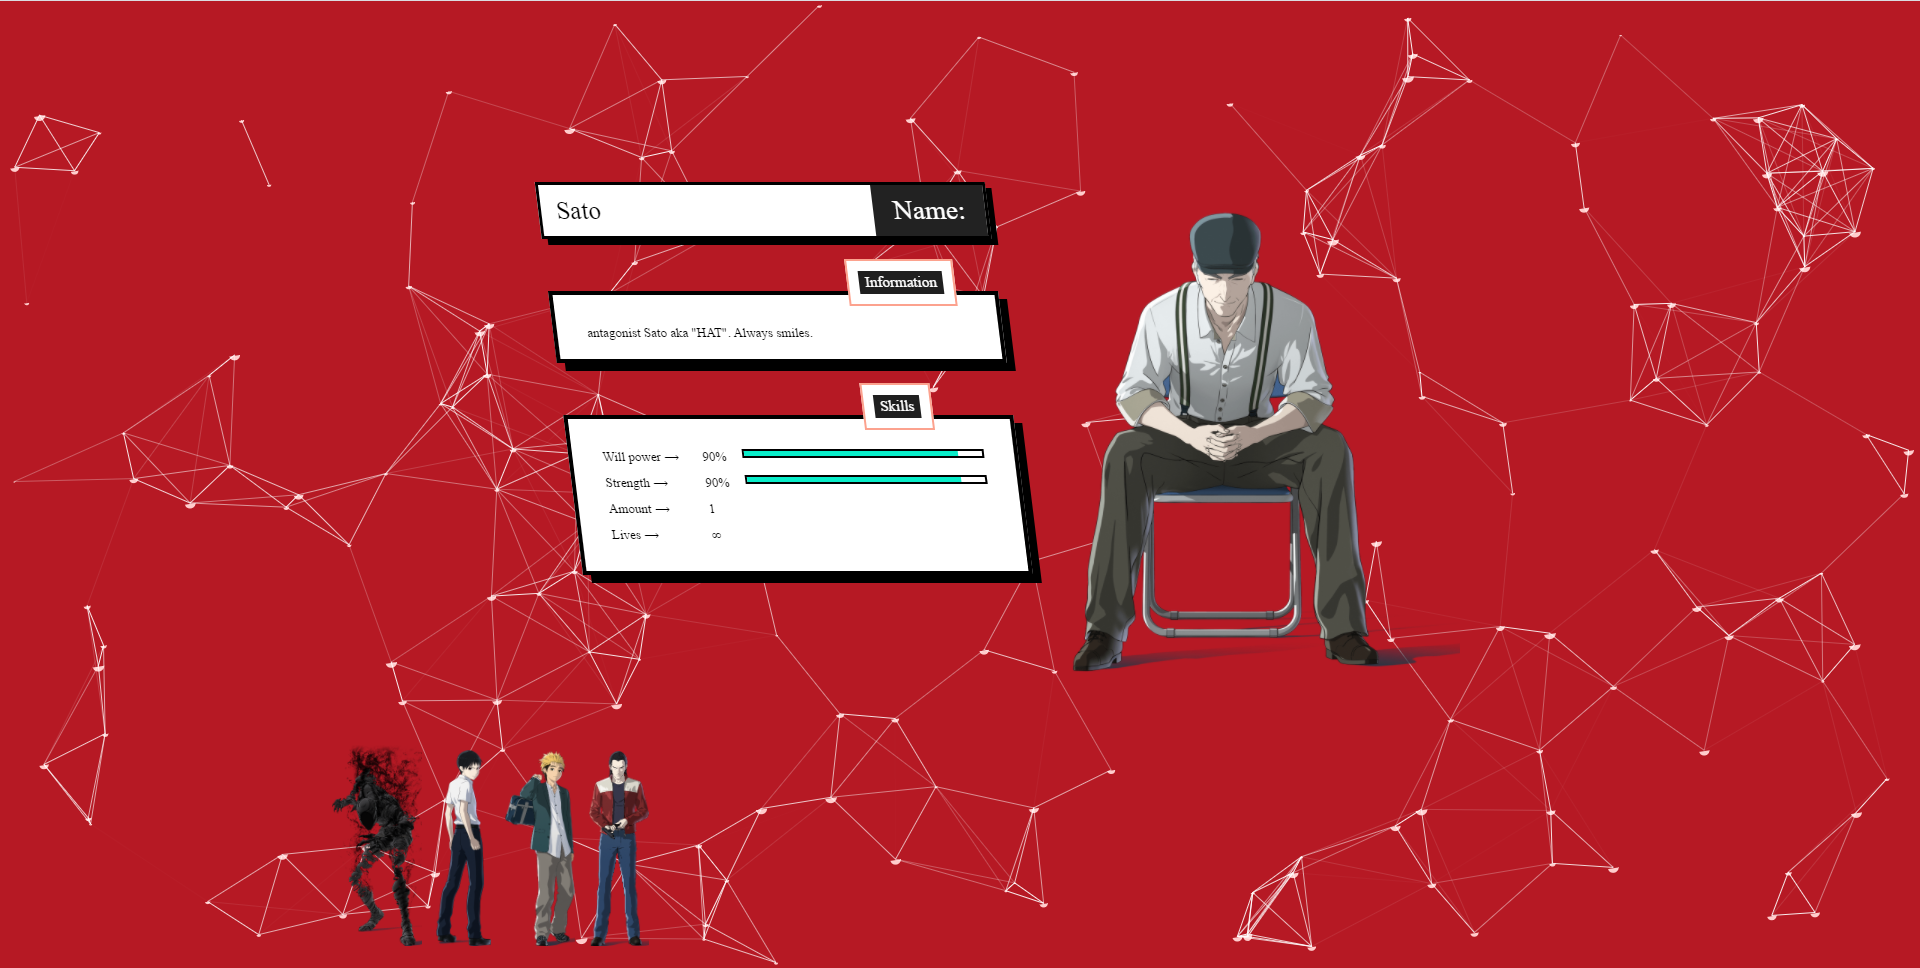 Sato Name:
Information
antagonist Sato aka "HAT". Always smiles.
Skills
Will power → 90%
Strength → 90%
Amount → 1
Lives → ∞